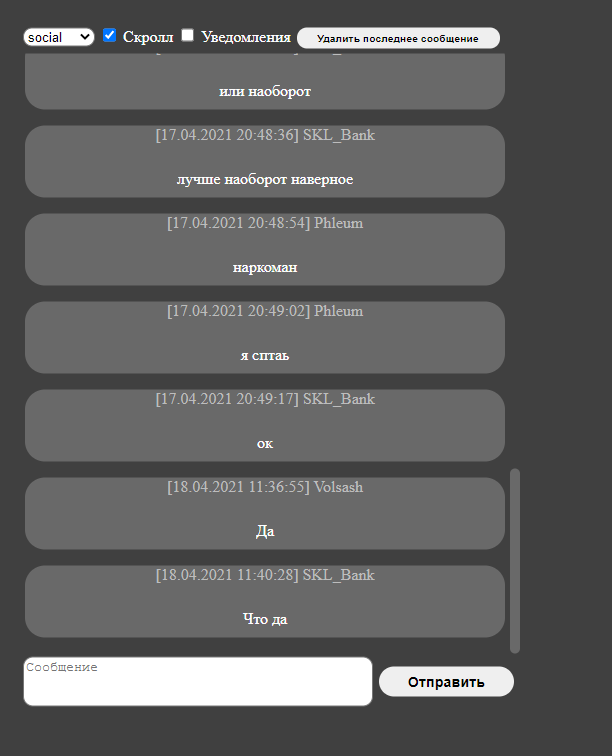 social Скролл Уведомления Удалить последнее сообщение
или наоборот
[17.04.2021 20:48:36] SKL_Bank
лучше наоборот наверное
[17.04.2021 20:48:54] Phleum
наркоман
[17.04.2021 20:49:02] Phleum
я сптаь
[17.04.2021 20:49:17] SKL_Bank
ок
[18.04.2021 11:36:55] Volsash
Да
[18.04.2021 11:40:28] SKL_Bank
Что да
Сообщение
Отправить